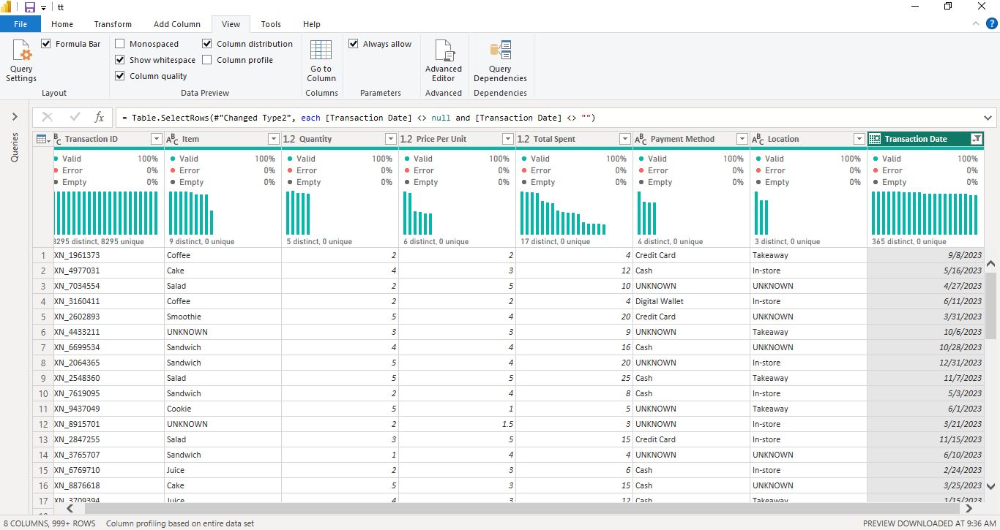 tt
File Home Transform Add Column View Tools Help
Query Settings
Formula Bar
Layout
Monospaced
Show whitespace
Column quality
Column distribution
Column profile
Data Preview
Go to Column
Columns
Always allow
Parameters
Advanced Editor
Advanced
Query Dependencies
Dependencies
Queries
fx = Table.SelectRows(#"Changed Type2", each [Transaction Date] <> null and [Transaction Date] <> "")
Transaction ID ABC Item 1.2 Quantity 1.2 Price Per Unit 1.2 Total Spent ABC Payment Method ABC Location Transaction Date
Valid 100% Valid 100% Valid 100% Valid 100% Valid 100% Valid 100% Valid 100% Valid 100%
Error 0% Error 0% Error 0% Error 0% Error 0% Error 0% Error 0% Error 0%
Empty 0% Empty 0% Empty 0% Empty 0% Empty 0% Empty 0% Empty 0% Empty 0%
8295 distinct, 8295 unique 9 distinct, 0 unique 5 distinct, 0 unique 6 distinct, 0 unique 17 distinct, 0 unique 4 distinct, 0 unique 3 distinct, 0 unique 365 distinct, 0 unique
1 XN_1961373 Coffee 2 2 4 Credit Card Takeaway 9/8/2023
2 XN_4977031 Cake 4 3 12 Cash In-store 5/16/2023
3 XN_7034554 Salad 2 5 10 UNKNOWN UNKNOWN 4/27/2023
4 XN_3160411 Coffee 2 2 4 Digital Wallet In-store 6/11/2023
5 XN_2602893 Smoothie 5 4 20 Credit Card UNKNOWN 3/31/2023
6 XN_4433211 UNKNOWN 3 3 9 UNKNOWN Takeaway 10/6/2023
7 XN_6699534 Sandwich 4 4 16 Cash UNKNOWN 10/28/2023
8 XN_2064365 Sandwich 5 4 20 UNKNOWN In-store 12/31/2023
9 XN_2548360 Salad 5 5 25 Cash Takeaway 11/7/2023
10 XN_7619095 Sandwich 2 4 8 Cash In-store 5/3/2023
11 XN_9437049 Cookie 5 1 5 UNKNOWN Takeaway 6/1/2023
12 XN_8915701 UNKNOWN 2 1.5 3 UNKNOWN In-store 3/21/2023
13 XN_2847255 Salad 3 5 15 Credit Card In-store 11/15/2023
14 XN_3765707 Sandwich 1 4 4 UNKNOWN UNKNOWN 6/10/2023
15 XN_6769710 Juice 2 3 6 Cash In-store 2/24/2023
16 XN_8876618 Cake 5 3 15 Cash UNKNOWN 3/25/2023
17 XN_3709394 Juice 4 3 12 Cash Takeaway 1/15/2023
8 COLUMNS, 999+ ROWS Column profiling based on entire data set PREVIEW DOWNLOADED AT 9:36 AM